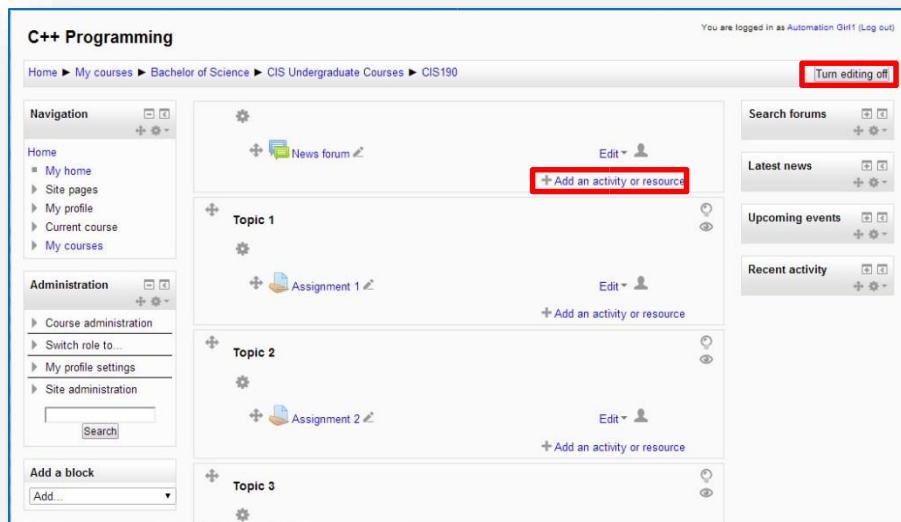 You are logged in as Automation Girl1 (Log out)
C++ Programming
Home ► My courses ► Bachelor of Science ► CIS Undergraduate Courses ► CIS190
Turn editing off
Navigation
Home
My home
Site pages
My profile
Current course
My courses
Administration
Course administration
Switch role to...
My profile settings
Site administration
Search
Add a block
Add...
News forum
Edit
Add an activity or resource
Topic 1
Assignment 1
Edit
Add an activity or resource
Topic 2
Assignment 2
Edit
Add an activity or resource
Topic 3
Search forums
Latest news
Upcoming events
Recent activity